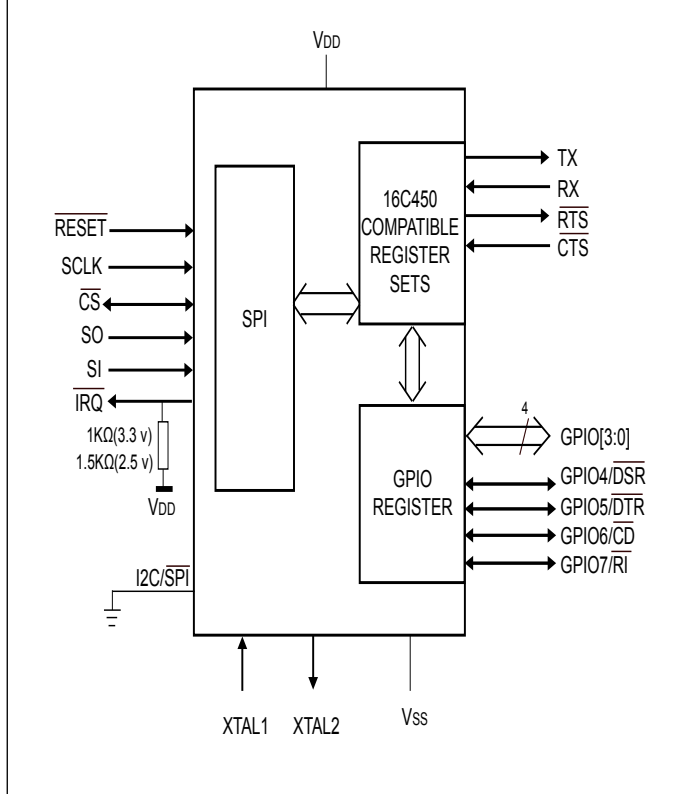 VDD
16C450
COMPATIBLE
REGISTER
SETS
TX
RX
RTS
CTS
RESET
SCLK
CS
SO
SI
IRQ
SPI
1KΩ(3.3 v)
1.5KΩ(2.5 v)
VDD
I2C/SPI
4
GPIO[3:0]
GPIO
REGISTER
GPIO4/DSR
GPIO5/DTR
GPIO6/CD
GPIO7/RI
XTAL1
XTAL2
VSS